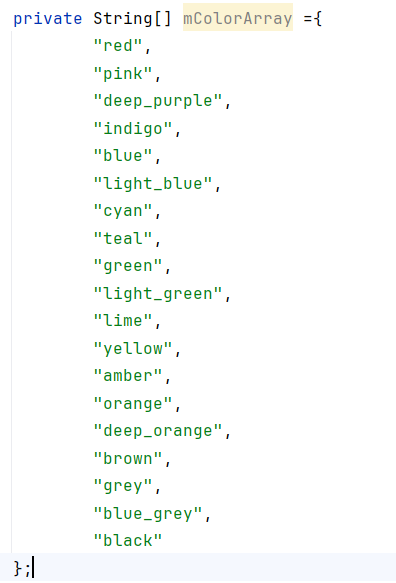 private String[] mColorArray ={
"red",
"pink",
"deep_purple",
"indigo",
"blue",
"light_blue",
"cyan",
"teal",
"green",
"light_green",
"lime",
"yellow",
"amber",
"orange",
"deep_orange",
"brown",
"grey",
"blue_grey",
"black"
};